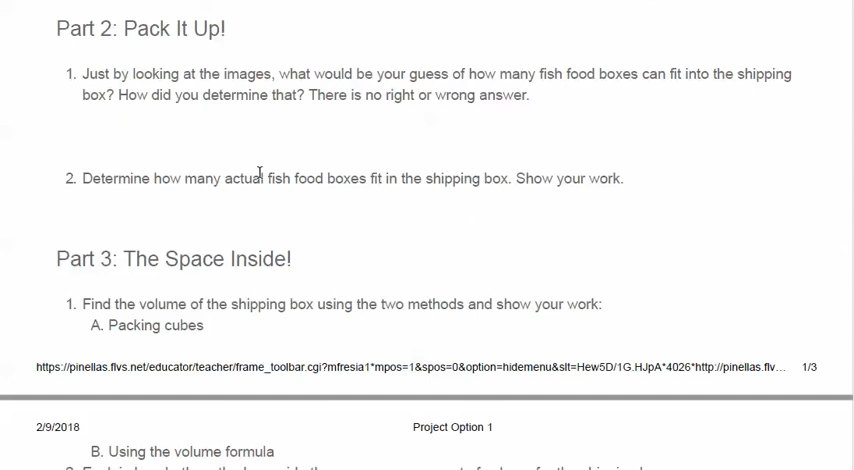 Part 2: Pack It Up!
1. Just by looking at the images, what would be your guess of how many fish food boxes can fit into the shipping
box? How did you determine that? There is no right or wrong answer.
2. Determine how many actual fish food boxes fit in the shipping box. Show your work.
Part 3: The Space Inside!
1. Find the volume of the shipping box using the two methods and show your work:
A. Packing cubes
https://pinellas.flvs.net/educator/teacher/frame_toolbar.cgi?mfresia1*mpos=1&spos=0&option=hidemenu&slt=Hew5D/1G.HJpA*4026*http://pinellas.flv... 1/3
2/9/2018 Project Option 1
B. Using the volume formula